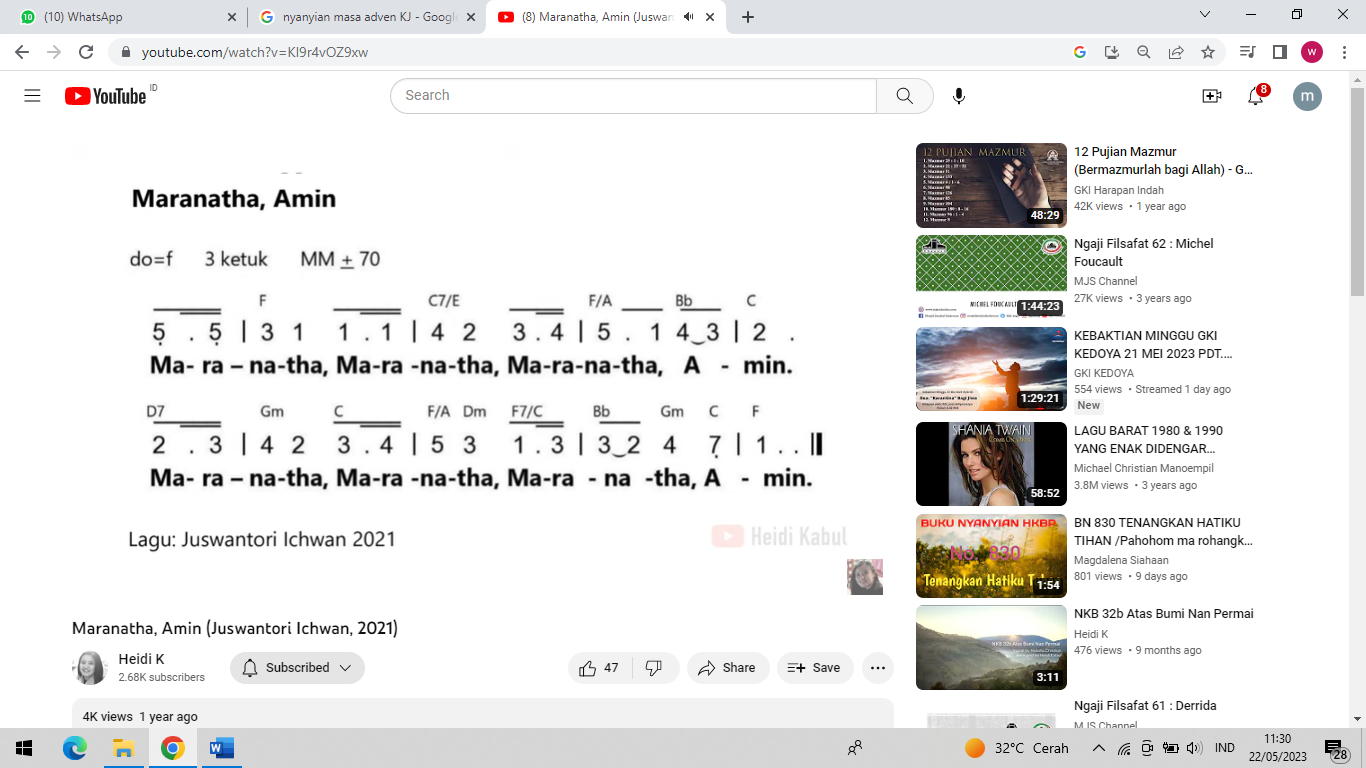 (10) WhatsApp
nyanyian masa adven KJ - Google
(8) Maranatha, Amin (Juswan
youtube.com/watch?v=KI9r4vOZ9xw
w
YouTube ID
Search
8
m
Maranatha, Amin
do=f 3 ketuk MM ± 70
F C7/E F/A Bb C
5̣ . 5̣ | 3 1 1 . 1 | 4 2 3 . 4 | 5 . 1 4‿3 | 2 .
Ma- ra – na-tha, Ma-ra -na-tha, Ma-ra-na-tha, A - min.
D7 Gm C F/A Dm F7/C Bb Gm C F
2 . 3 | 4 2 3 . 4 | 5 3 1 . 3 | 3‿2 4 7̣ | 1 . . ||
Ma- ra – na-tha, Ma-ra -na-tha, Ma-ra - na -tha, A - min.
Lagu: Juswantori Ichwan 2021
Heidi Kabul
Maranatha, Amin (Juswantori Ichwan, 2021)
Heidi K
2.68K subscribers
Subscribed
47
Share
Save
4K views 1 year ago
12 PUJIAN MAZMUR
48:29
12 Pujian Mazmur
(Bermazmurlah bagi Allah) - G...
GKI Harapan Indah
42K views • 1 year ago
MICHEL FOUCAULT
1:44:23
Ngaji Filsafat 62 : Michel
Foucault
MJS Channel
27K views • 3 years ago
1:29:21
KEBAKTIAN MINGGU GKI
KEDOYA 21 MEI 2023 PDT....
GKI KEDOYA
554 views • Streamed 1 day ago
New
SHANIA TWAIN
58:52
LAGU BARAT 1980 & 1990
YANG ENAK DIDENGAR...
Michael Christian Manoempil
3.8M views • 3 years ago
BUKU NYANYIAN HKBP
No. 830
Tenangkan Hatiku
1:54
BN 830 TENANGKAN HATIKU
TIHAN /Pahohom ma rohangk...
Magdalena Siahaan
801 views • 9 days ago
NKB 32b Atas Bumi Nan Permai
3:11
NKB 32b Atas Bumi Nan Permai
Heidi K
476 views • 9 months ago
Ngaji Filsafat 61 : Derrida
MJS Channel
32°C Cerah
IND
11:30
22/05/2023
28